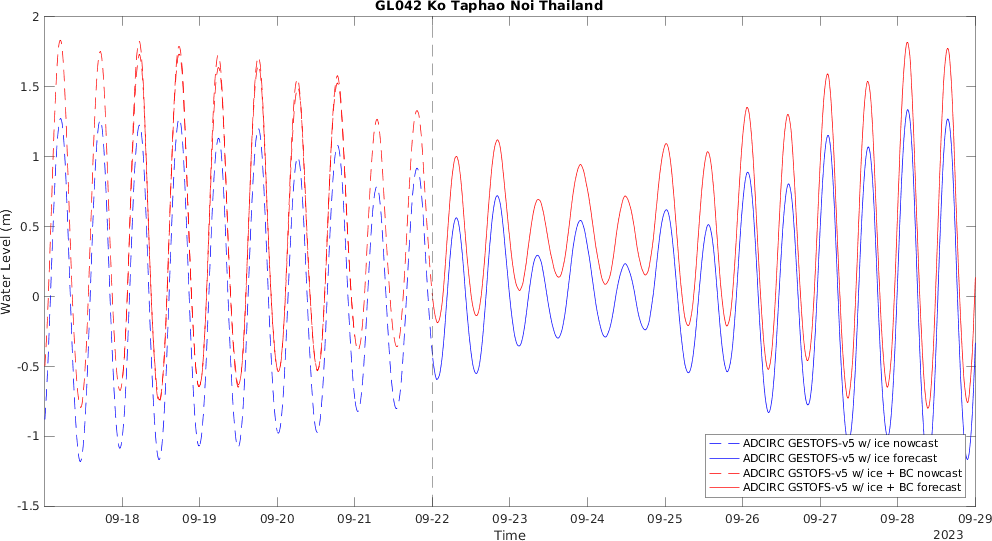 GL042 Ko Taphao Noi Thailand
2
1.5
1
0.5
0
-0.5
-1
-1.5
Water Level (m)
09-18 09-19 09-20 09-21 09-22 09-23 09-24 09-25 09-26 09-27 09-28 09-29
Time
2023
ADCIRC GESTOFS-v5 w/ ice nowcast
ADCIRC GESTOFS-v5 w/ ice forecast
ADCIRC GSTOFS-v5 w/ ice + BC nowcast
ADCIRC GSTOFS-v5 w/ ice + BC forecast